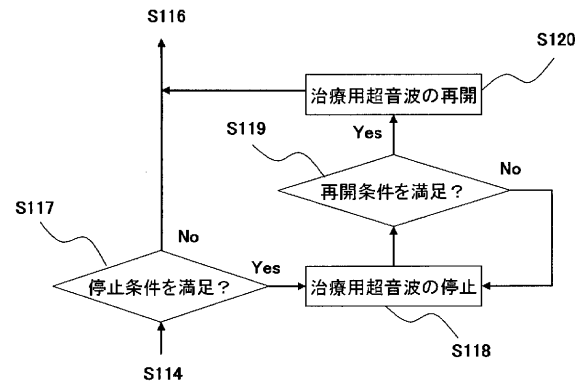 S116
S120
治療用超音波の再開
Yes
S119
再開条件を満足？
No
S117
No
停止条件を満足？
Yes
治療用超音波の停止
S118
S114